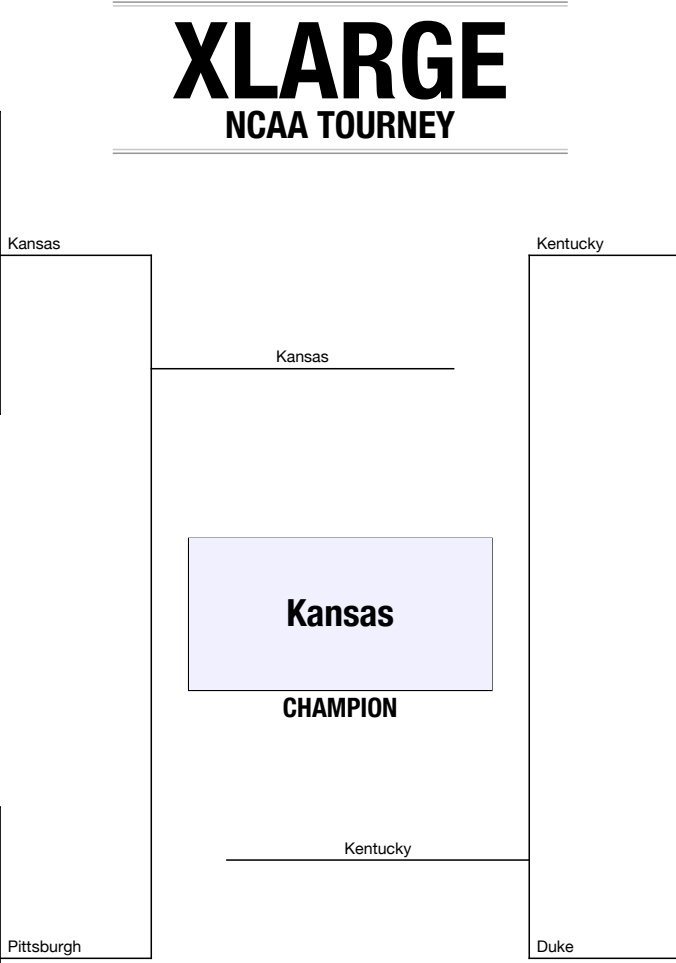 XLARGE
NCAA TOURNEY
Kansas
Kentucky
Kansas
Kansas
CHAMPION
Kentucky
Pittsburgh
Duke